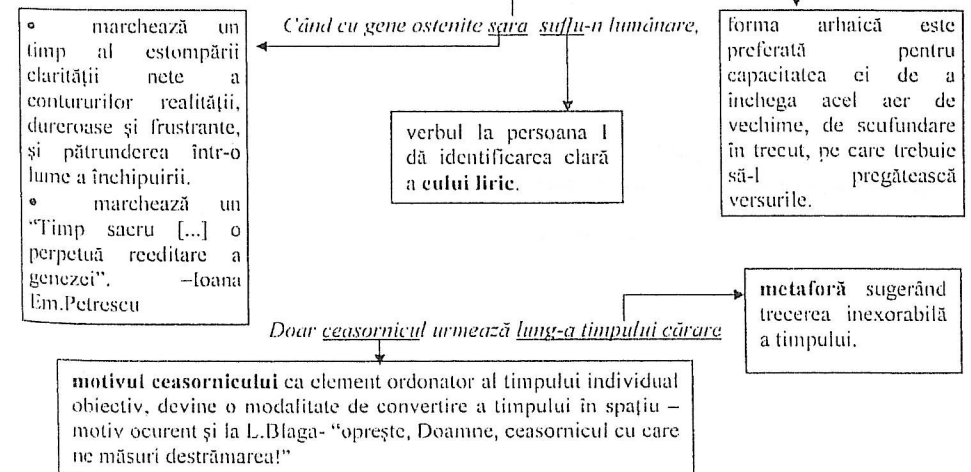 Când cu gene ostenite sara suflu-n lumânare,
• marchează un
timp al estompării
clarității nete a
contururilor realității,
dureroase și frustrante,
și pătrunderea într-o
lume a închipuirii.
• marchează un
“Timp sacru [...] o
perpetuă reeditare a
genezei”. –Ioana
Em.Petrescu
verbul la persoana I
dă identificarea clară
a eului liric.
forma arhaică este
preferată pentru
capacitatea ei de a
închega acel aer de
vechime, de scufundare
în trecut, pe care trebuie
să-l pregătească
versurile.
Doar ceasornicul urmează lung-a timpului cărare
metaforă sugerând
trecerea inexorabilă
a timpului.
motivul ceasornicului ca element ordonator al timpului individual
obiectiv, devine o modalitate de convertire a timpului în spațiu –
motiv ocurent și la L.Blaga- “oprește, Doamne, ceasornicul cu care
ne măsuri destrămarea!”